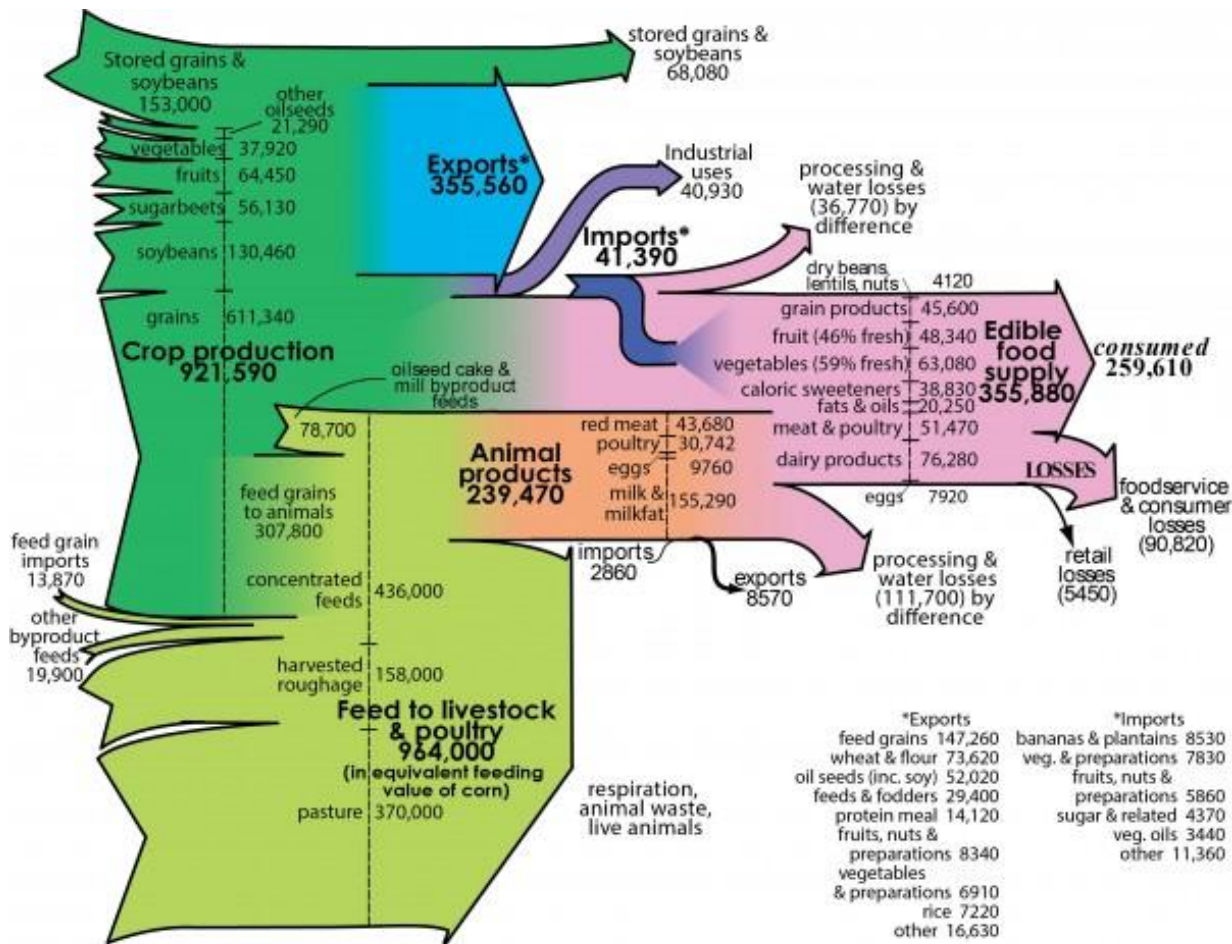 stored grains &
soybeans
68,080
Stored grains &
soybeans
153,000
other
oilseeds
21,290
vegetables 37,920
fruits 64,450
sugarbeets 56,130
soybeans 130,460
grains 611,340
Crop production
921,590
Exports*
355,560
Industrial
uses
40,930
Imports*
41,390
processing &
water losses
(36,770) by
difference
dry beans,
lentils, nuts 4120
grain products 45,600
fruit (46% fresh) 48,340
vegetables (59% fresh) 63,080
caloric sweeteners 38,830
fats & oils 20,250
meat & poultry 51,470
dairy products 76,280
eggs 7920
Edible
food
supply
355,880
consumed
259,610
LOSSES
foodservice
& consumer
losses
(90,820)
retail
losses
(5450)
oilseed cake &
mill byproduct
feeds
78,700
feed grains
to animals
307,800
Animal
products
239,470
red meat 43,680
poultry 30,742
eggs 9760
milk &
milkfat 155,290
imports
2860
exports
8570
processing &
water losses
(111,700) by
difference
feed grain
imports
13,870
other
byproduct
feeds
19,900
concentrated
feeds 436,000
harvested
roughage 158,000
Feed to livestock
& poultry
964,000
(in equivalent feeding
value of corn)
pasture 370,000
respiration,
animal waste,
live animals
*Exports
feed grains 147,260
wheat & flour 73,620
oil seeds (inc. soy) 52,020
feeds & fodders 29,400
protein meal 14,120
fruits, nuts &
preparations 8340
vegetables
& preparations 6910
rice 7220
other 16,630
*Imports
bananas & plantains 8530
veg. & preparations 7830
fruits, nuts &
preparations 5860
sugar & related 4370
veg. oils 3440
other 11,360